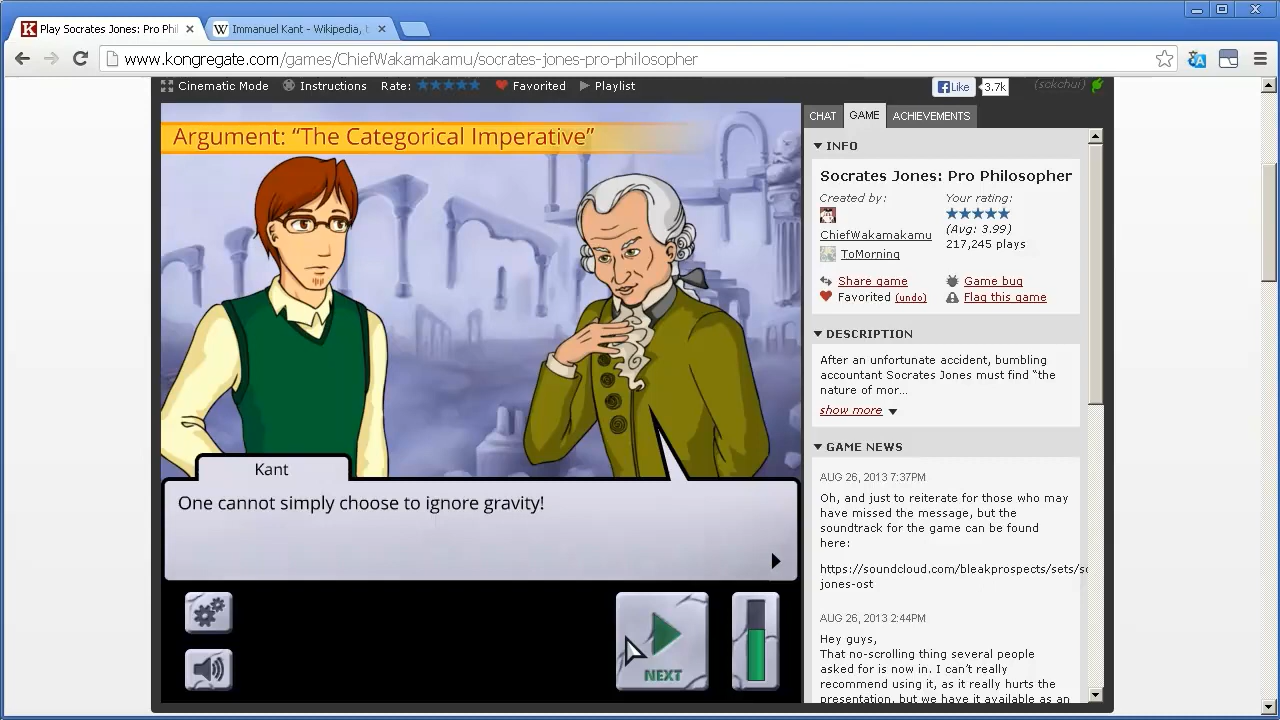 Play Socrates Jones: Pro Phil
Immanuel Kant - Wikipedia, t
www.kongregate.com/games/ChiefWakamakamu/socrates-jones-pro-philosopher
Cinematic Mode Instructions Rate: Favorited Playlist
Like 3.7k (sckchui)
Argument: “The Categorical Imperative”
Kant
One cannot simply choose to ignore gravity!
NEXT
CHAT GAME ACHIEVEMENTS
INFO
Socrates Jones: Pro Philosopher
Created by: Your rating:
ChiefWakamakamu (Avg: 3.99)
217,245 plays
ToMorning
Share game Game bug
Favorited (undo) Flag this game
DESCRIPTION
After an unfortunate accident, bumbling
accountant Socrates Jones must find “the
nature of mor...
show more
GAME NEWS
AUG 26, 2013 7:37PM
Oh, and just to reiterate for those who may
have missed the message, but the
soundtrack for the game can be found
here:
https://soundcloud.com/bleakprospects/sets/so
jones-ost
AUG 26, 2013 2:44PM
Hey guys,
That no-scrolling thing several people
asked for is now in. I can’t really
recommend using it, as it really hurts the
presentation, but we have it available as an